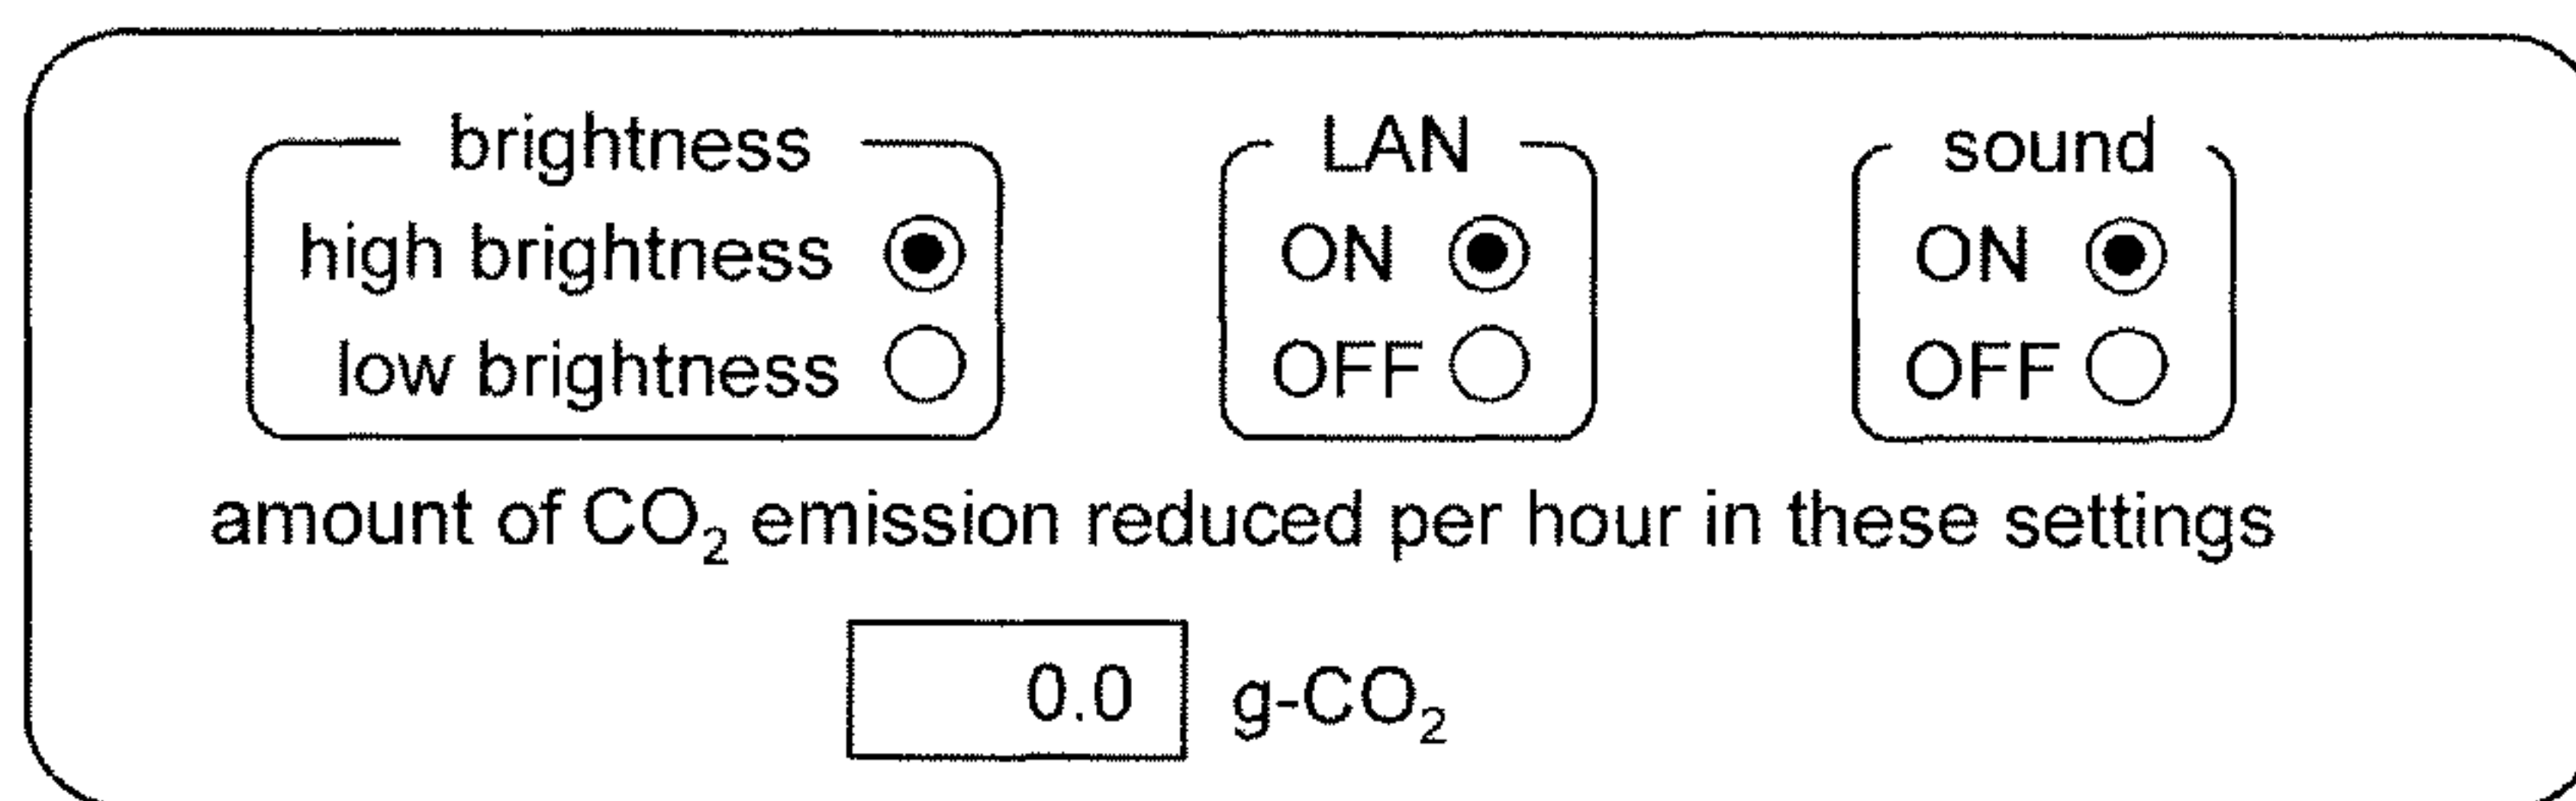 brightness LAN sound
high brightness ON ON
low brightness OFF OFF
amount of CO₂ emission reduced per hour in these settings
0.0 g-CO₂